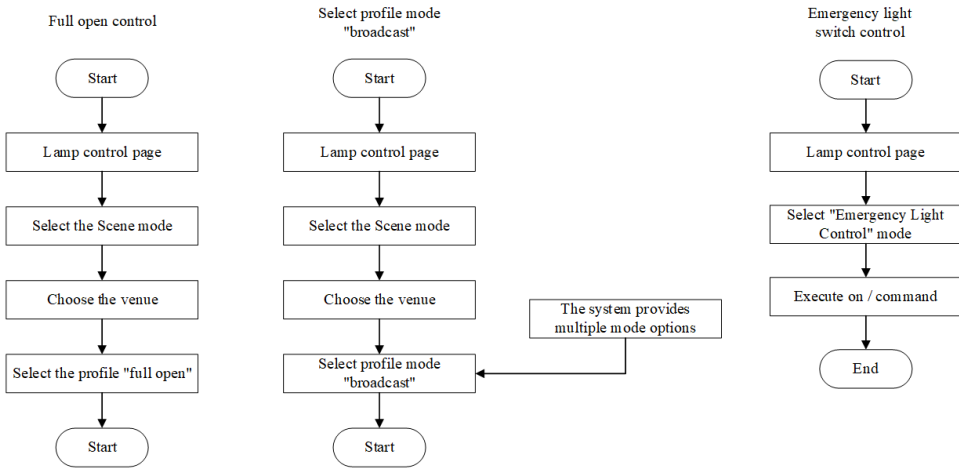 Full open control
Start
Lamp control page
Select the Scene mode
Choose the venue
Select the profile "full open"
Start
Select profile mode
"broadcast"
Start
Lamp control page
Select the Scene mode
Choose the venue
Select profile mode
"broadcast"
Start
The system provides
multiple mode options
Emergency light
switch control
Start
Lamp control page
Select "Emergency Light
Control" mode
Execute on / command
End